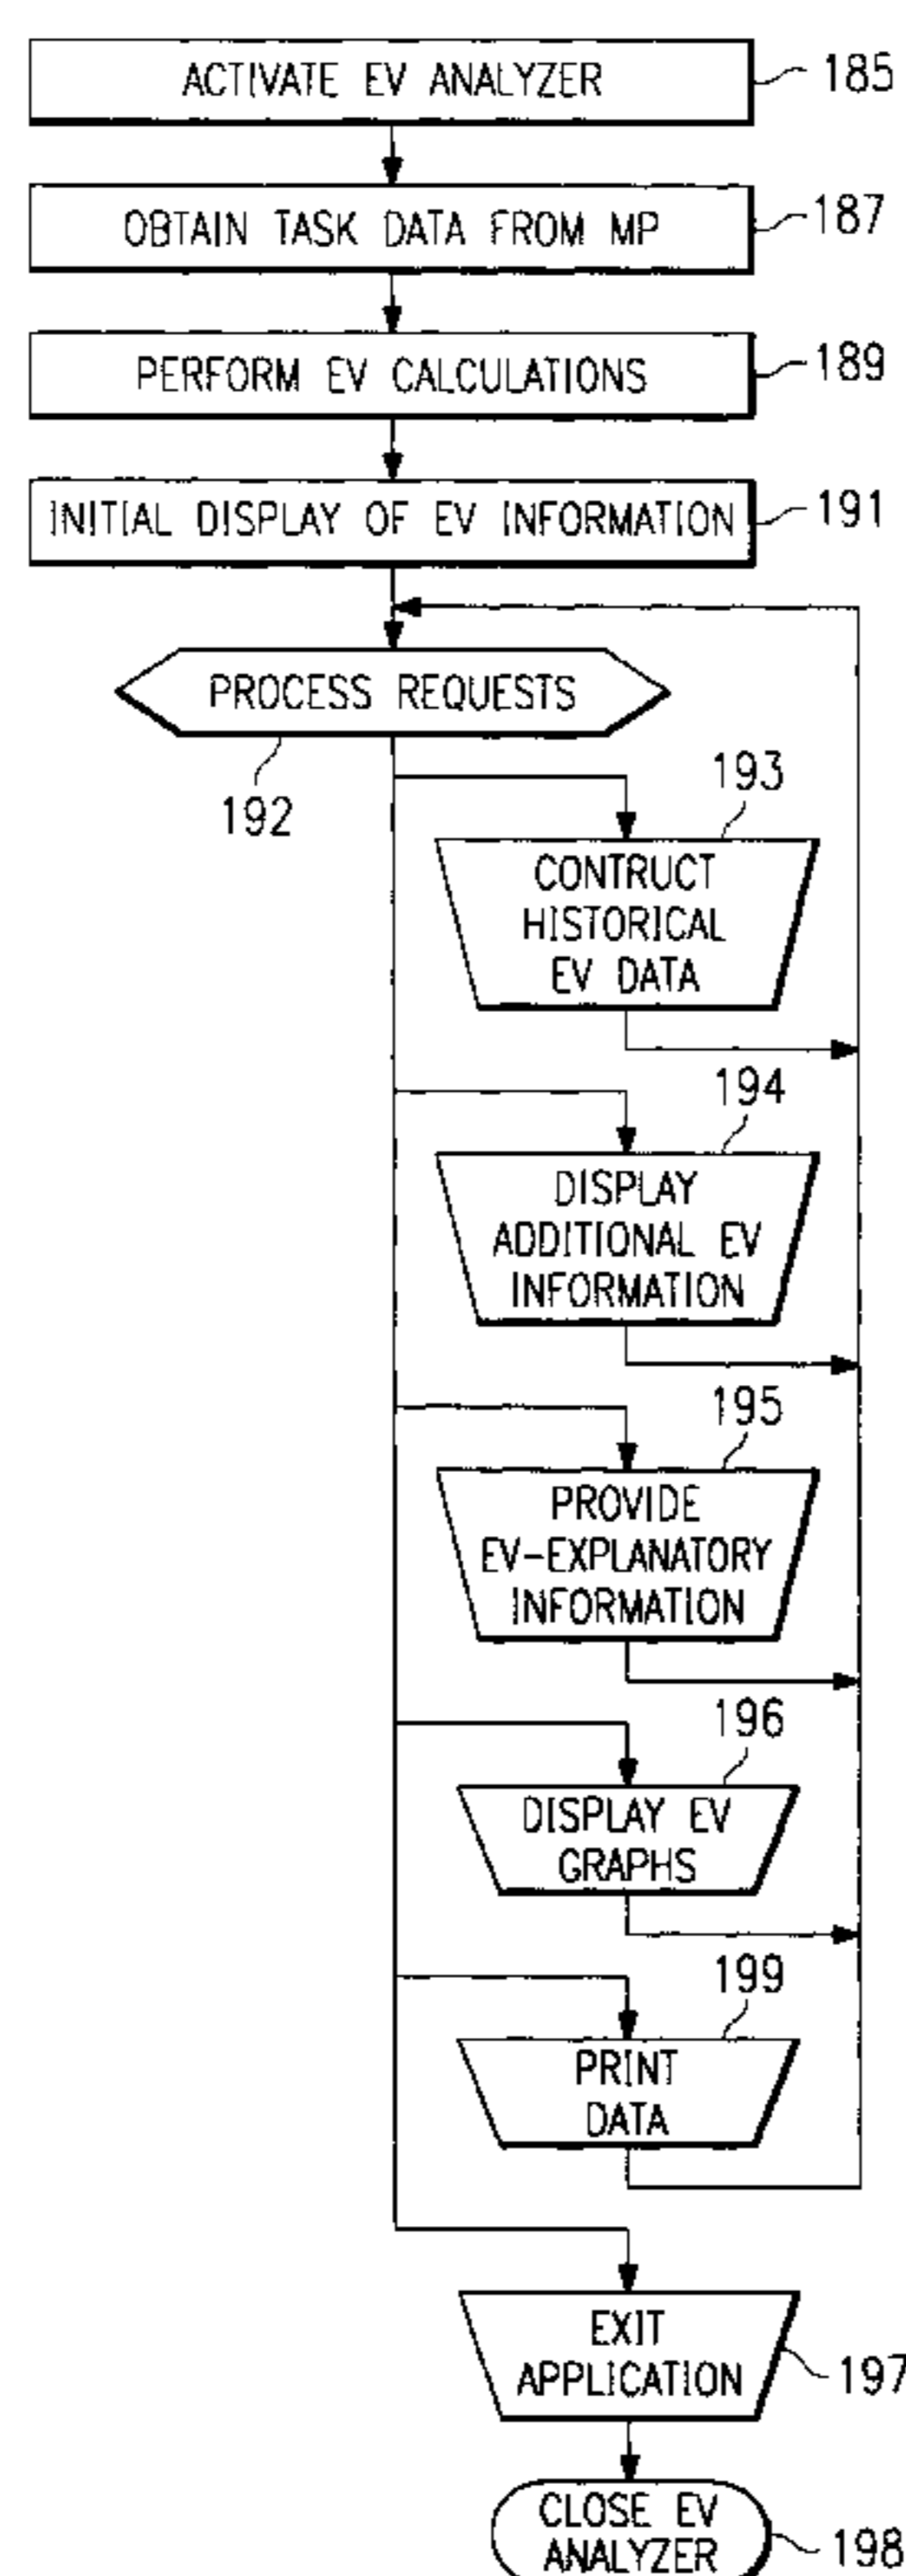 ACTIVATE EV ANALYZER
185
OBTAIN TASK DATA FROM MP
187
PERFORM EV CALCULATIONS
189
INITIAL DISPLAY OF EV INFORMATION
191
PROCESS REQUESTS
192
193
CONTRUCT
HISTORICAL
EV DATA
194
DISPLAY
ADDITIONAL EV
INFORMATION
195
PROVIDE
EV-EXPLANATORY
INFORMATION
196
DISPLAY EV
GRAPHS
199
PRINT
DATA
EXIT
APPLICATION
197
CLOSE EV
ANALYZER
198